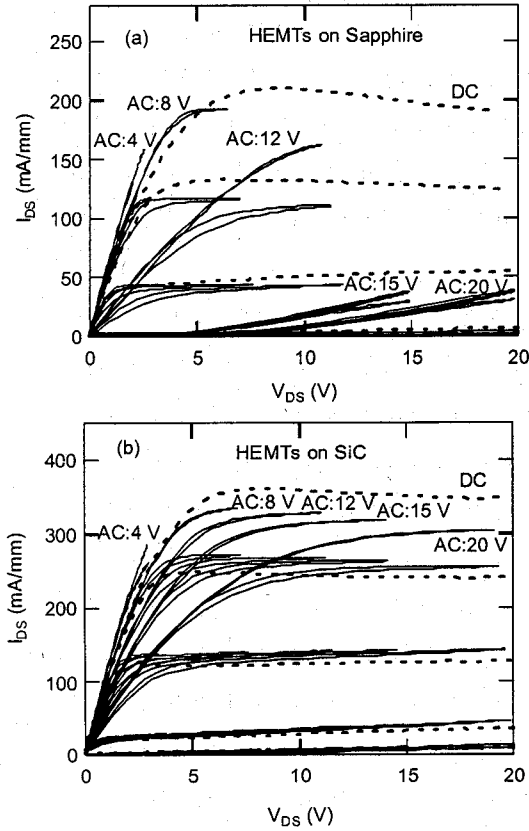 (a)
HEMTs on Sapphire
250
200
150
100
50
0
I_DS (mA/mm)
AC:8 V
DC
AC:4 V
AC:12 V
AC:15 V
AC:20 V
0 5 10 15 20
V_DS (V)
(b)
HEMTs on SiC
400
300
200
100
0
I_DS (mA/mm)
DC
AC:8 V
AC:12 V
AC:15 V
AC:4 V
AC:20 V
0 5 10 15 20
V_DS (V)